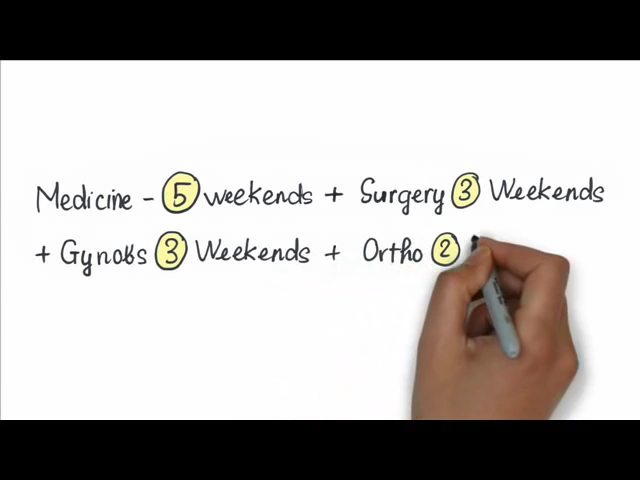 Medicine - 5 weekends + Surgery 3 Weekends
+ Gynobs 3 Weekends + Ortho 2